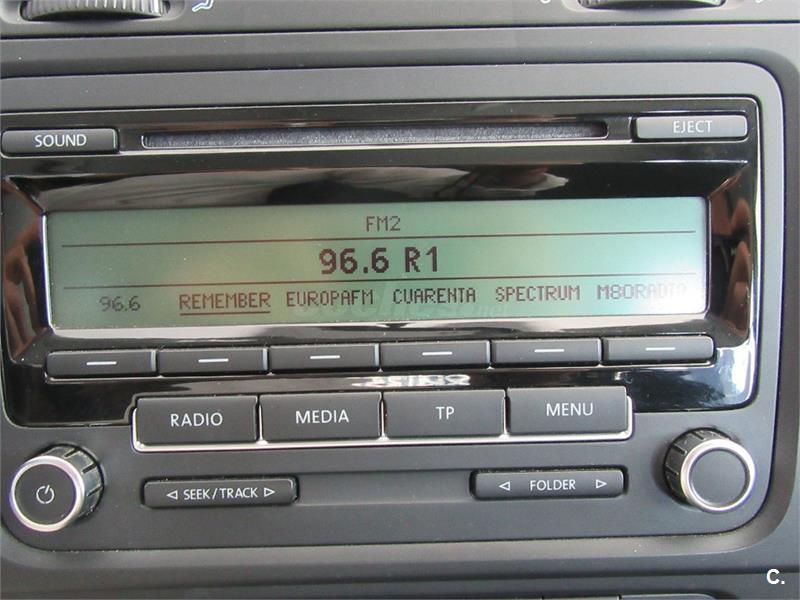 SOUND EJECT
FM2
96.6 R1
96.6 REMEMBER EUROPAFM CUARENTA SPECTRUM M80RADIO
RADIO MEDIA TP MENU
SEEK/TRACK FOLDER
C.